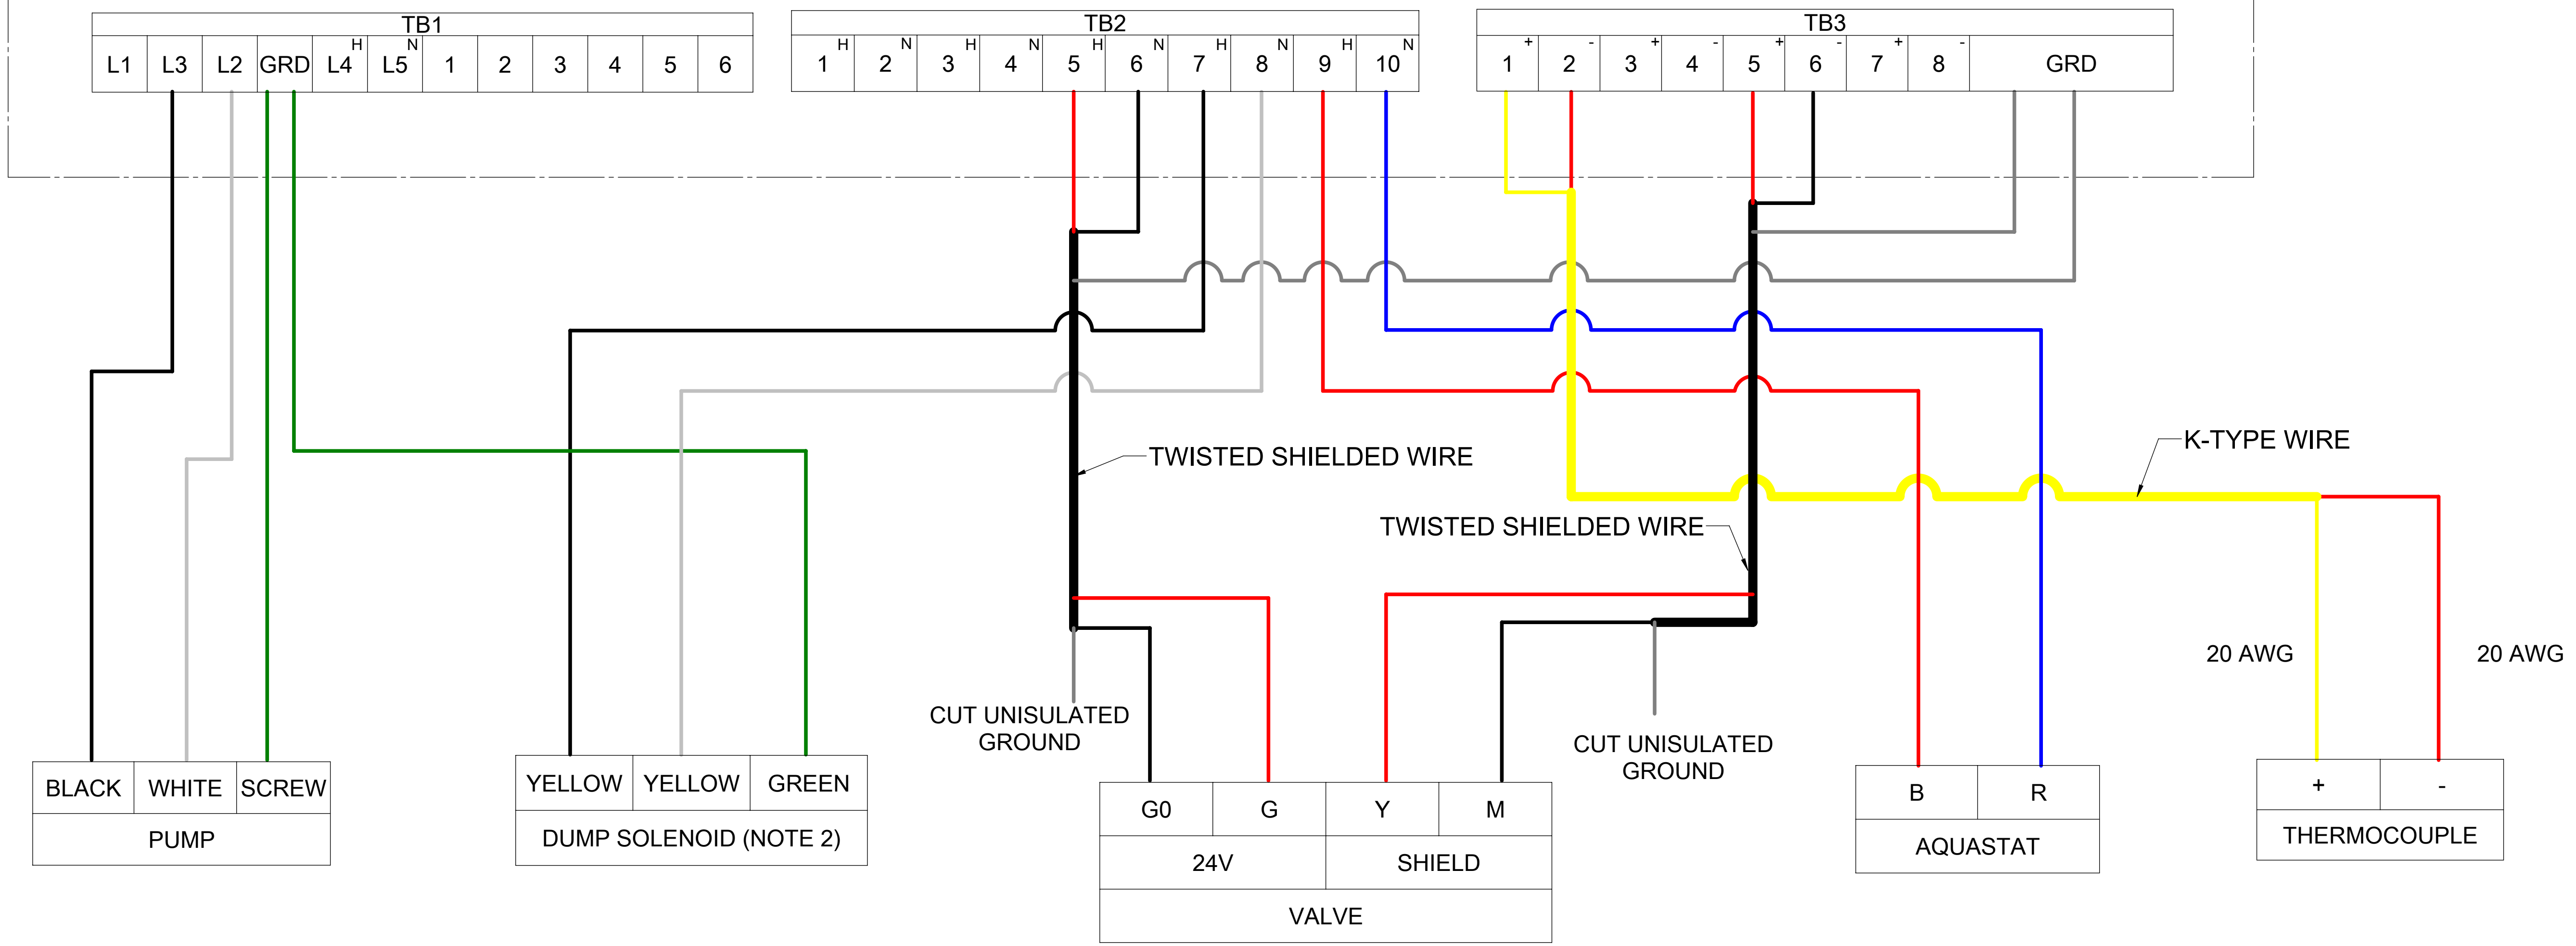 TB1
L1 L3 L2 GRD L4 H L5 N 1 2 3 4 5 6
TB2
1 H 2 N 3 H 4 N 5 H 6 N 7 H 8 N 9 H 10 N
TB3
1 + 2 - 3 + 4 - 5 + 6 - 7 + 8 - GRD
K-TYPE WIRE
TWISTED SHIELDED WIRE
TWISTED SHIELDED WIRE
20 AWG
20 AWG
CUT UNISULATED
GROUND
CUT UNISULATED
GROUND
BLACK WHITE SCREW
PUMP
YELLOW YELLOW GREEN
DUMP SOLENOID (NOTE 2)
G0 G Y M
24V SHIELD
VALVE
B R
AQUASTAT
+ -
THERMOCOUPLE